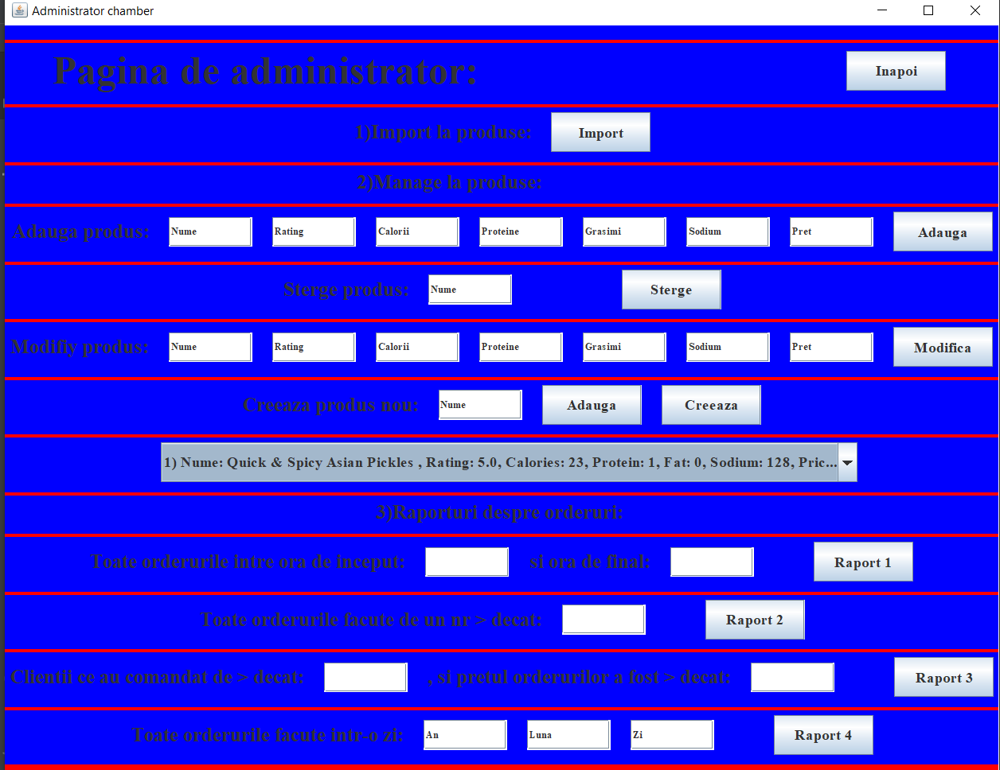 Administrator chamber
Pagina de administrator: Inapoi
1)Import la produse: Import
2)Manage la produse:
Adauga produs: Nume Rating Calorii Proteine Grasimi Sodium Pret Adauga
Sterge produs: Nume Sterge
Modifiy produs: Nume Rating Calorii Proteine Grasimi Sodium Pret Modifica
Creeaza produs nou: Nume Adauga Creeaza
1) Nume: Quick & Spicy Asian Pickles , Rating: 5.0, Calories: 23, Protein: 1, Fat: 0, Sodium: 128, Pric...
3)Raporturi despre orderuri:
Toate orderurile intre ora de inceput: si ora de final: Raport 1
Toate orderurile facute de un nr > decat: Raport 2
Clientii ce au comandat de > decat: , si pretul orderurilor a fost > decat: Raport 3
Toate orderurile facute intr-o zi: An Luna Zi Raport 4